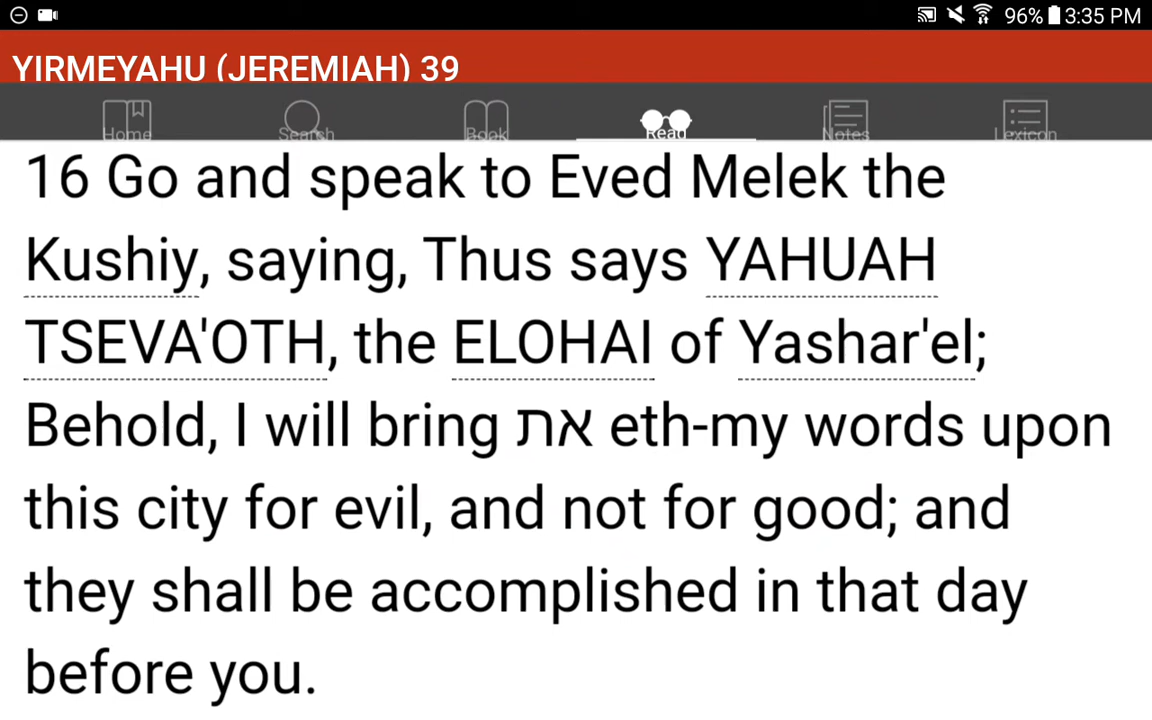 96% 3:35 PM
YIRMEYAHU (JEREMIAH) 39
Home Search Book Read Notes Lexicon
16 Go and speak to Eved Melek the
Kushiy, saying, Thus says YAHUAH
TSEVA'OTH, the ELOHAI of Yashar'el;
Behold, I will bring את eth-my words upon
this city for evil, and not for good; and
they shall be accomplished in that day
before you.